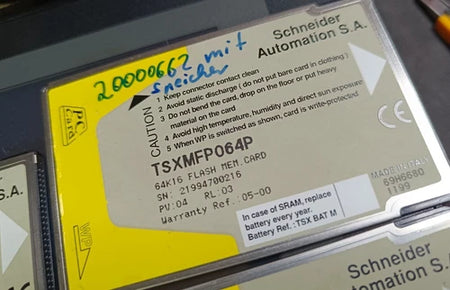 20000662 mit
speicher
Schneider
Automation S.A.
PC
Card
CAUTION
1 Keep connector contact clean
2 Avoid static discharge ( do not put bare card in clothing )
3 Do not bend the card, drop on the floor or put heavy
material on the card
4 Avoid high temperature, humidity and direct sun exposure
5 When WP is switched as shown, card is write-protected
TSXMFP064P
64K16 FLASH MEM.CARD
SN: 21994700216
PV:04 RL:03
Warranty Ref.:05-00
WP
In case of SRAM, replace
battery every year.
Battery Ref.: TSX BAT M
CE
MADE IN IRELAND
69H6680
1199
S.A.
Schneider
Automation S.A.